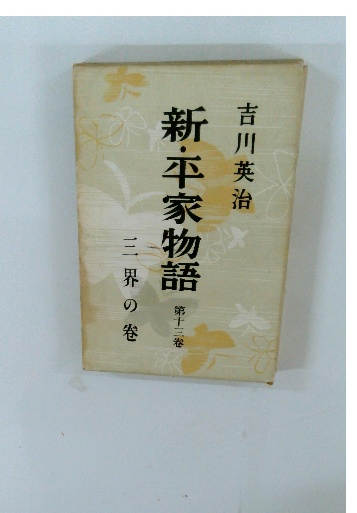 吉川英治
新・平家物語
第十三巻
三界の巻